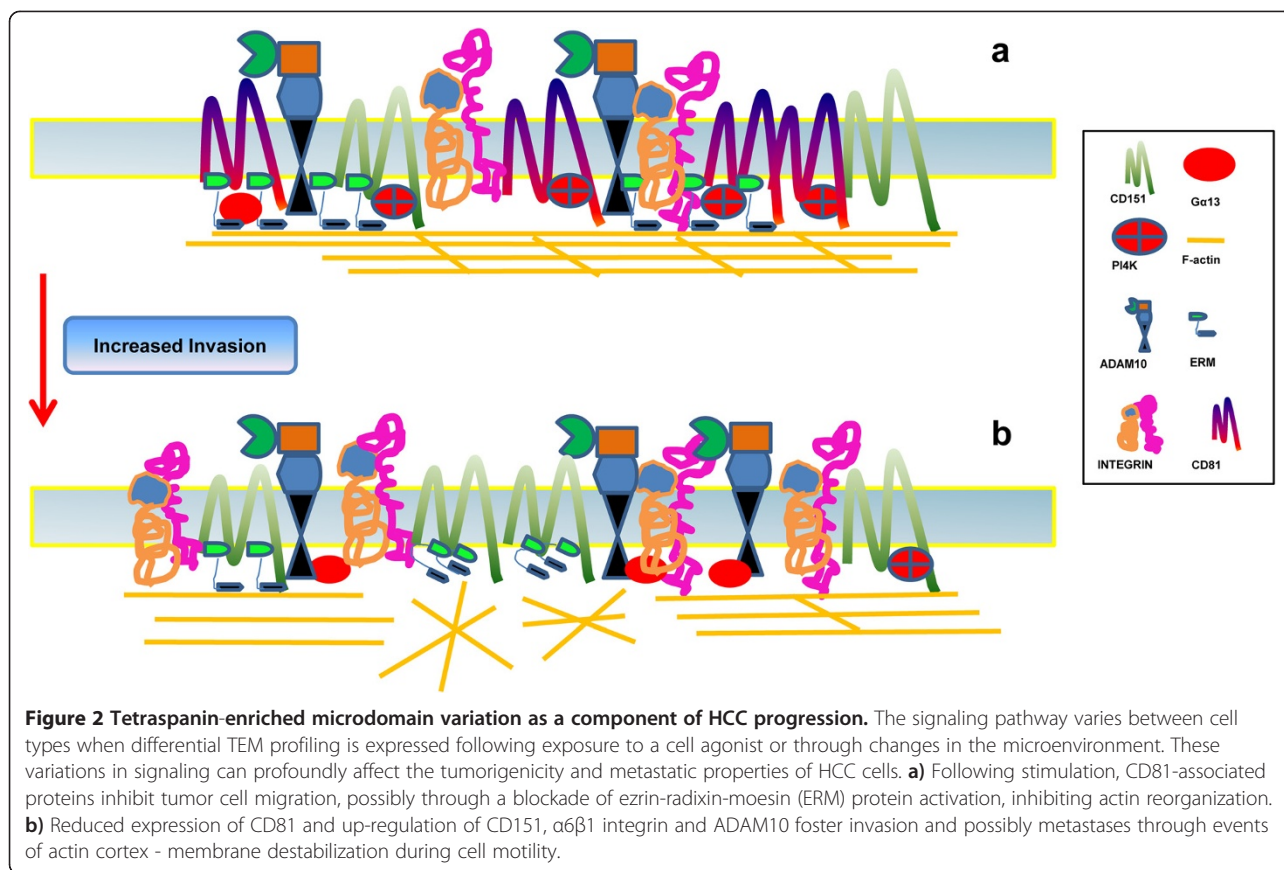 a
CD151
Gα13
PI4K
F-actin
ADAM10
ERM
INTEGRIN
CD81
Increased Invasion
b
Figure 2 Tetraspanin-enriched microdomain variation as a component of HCC progression. The signaling pathway varies between cell
types when differential TEM profiling is expressed following exposure to a cell agonist or through changes in the microenvironment. These
variations in signaling can profoundly affect the tumorigenicity and metastatic properties of HCC cells. a) Following stimulation, CD81-associated
proteins inhibit tumor cell migration, possibly through a blockade of ezrin-radixin-moesin (ERM) protein activation, inhibiting actin reorganization.
b) Reduced expression of CD81 and up-regulation of CD151, α6β1 integrin and ADAM10 foster invasion and possibly metastases through events
of actin cortex - membrane destabilization during cell motility.